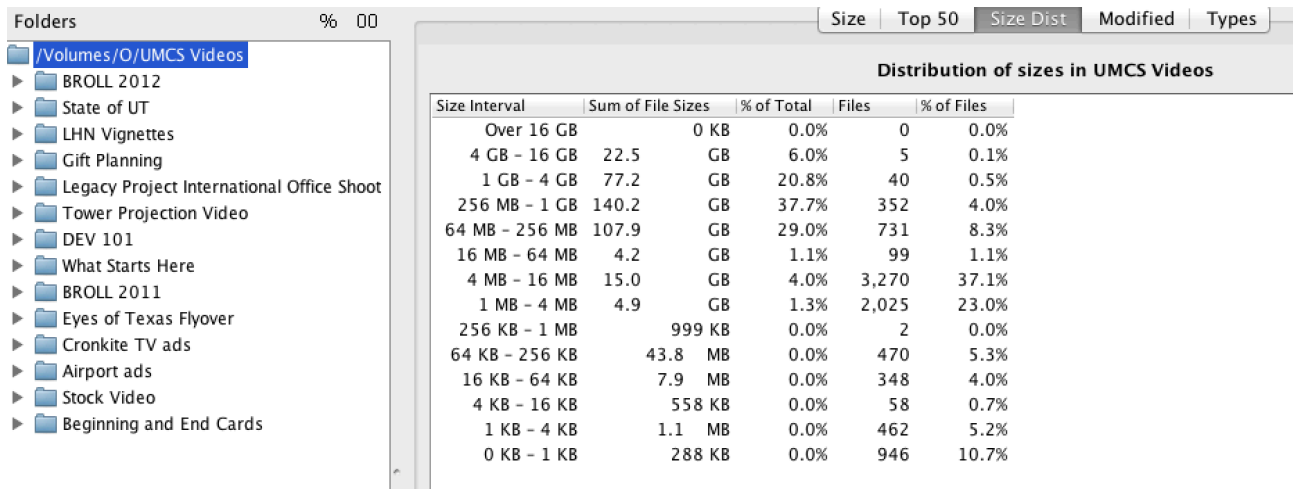 Folders % 00
/Volumes/O/UMCS Videos
BROLL 2012
State of UT
LHN Vignettes
Gift Planning
Legacy Project International Office Shoot
Tower Projection Video
DEV 101
What Starts Here
BROLL 2011
Eyes of Texas Flyover
Cronkite TV ads
Airport ads
Stock Video
Beginning and End Cards
Size Top 50 Size Dist Modified Types
Distribution of sizes in UMCS Videos
Size Interval Sum of File Sizes % of Total Files % of Files
Over 16 GB 0 KB 0.0% 0 0.0%
4 GB – 16 GB 22.5 GB 6.0% 5 0.1%
1 GB – 4 GB 77.2 GB 20.8% 40 0.5%
256 MB – 1 GB 140.2 GB 37.7% 352 4.0%
64 MB – 256 MB 107.9 GB 29.0% 731 8.3%
16 MB – 64 MB 4.2 GB 1.1% 99 1.1%
4 MB – 16 MB 15.0 GB 4.0% 3,270 37.1%
1 MB – 4 MB 4.9 GB 1.3% 2,025 23.0%
256 KB – 1 MB 999 KB 0.0% 2 0.0%
64 KB – 256 KB 43.8 MB 0.0% 470 5.3%
16 KB – 64 KB 7.9 MB 0.0% 348 4.0%
4 KB – 16 KB 558 KB 0.0% 58 0.7%
1 KB – 4 KB 1.1 MB 0.0% 462 5.2%
0 KB – 1 KB 288 KB 0.0% 946 10.7%